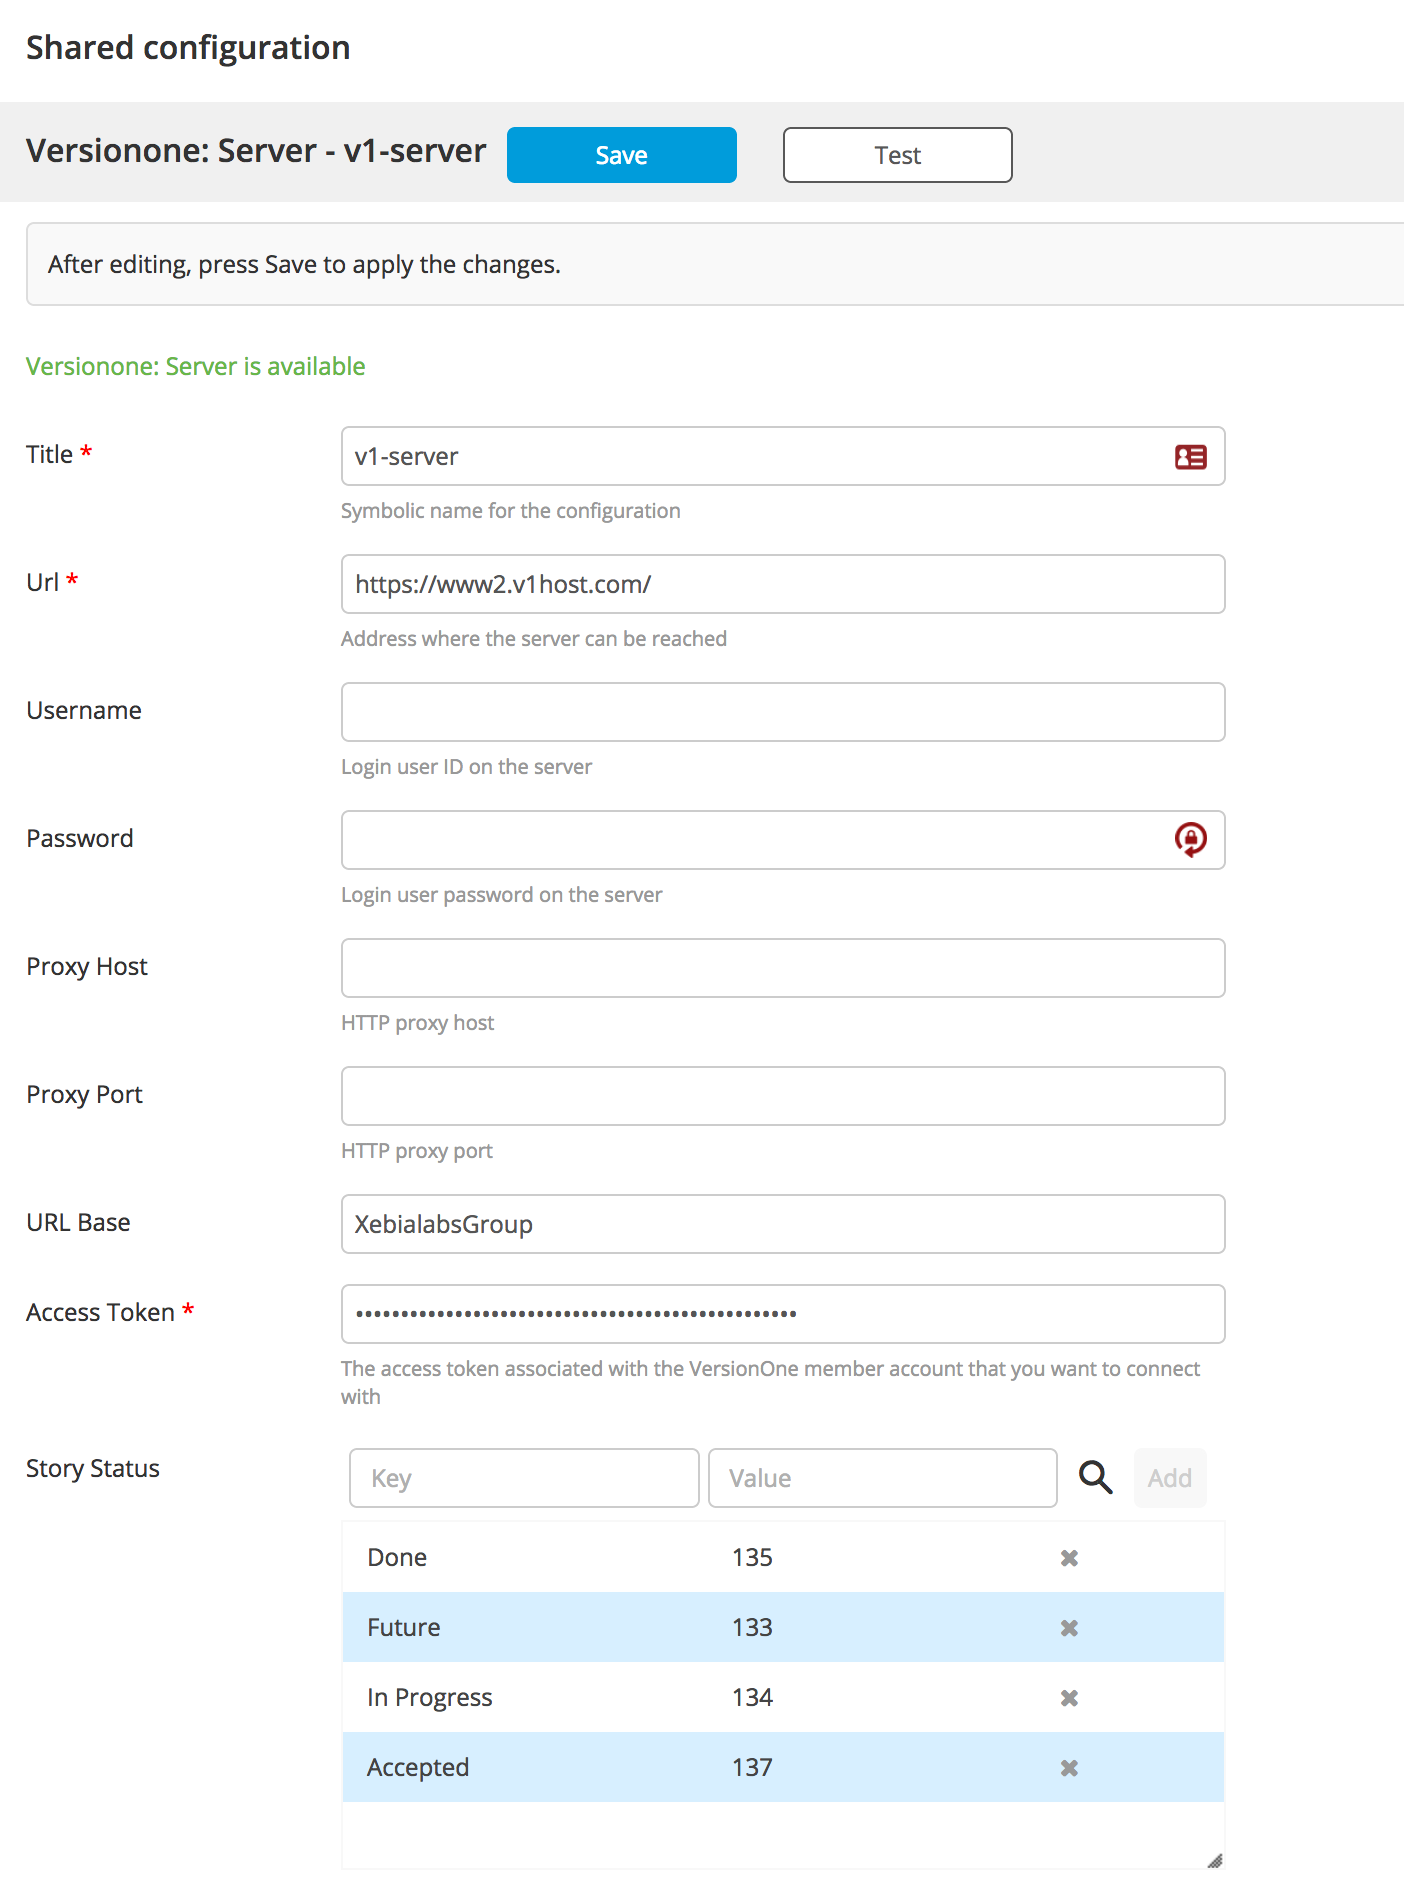 Shared configuration
Versionone: Server - v1-server
Save
Test
After editing, press Save to apply the changes.
Versionone: Server is available
Title *
v1-server
Symbolic name for the configuration
Url *
https://www2.v1host.com/
Address where the server can be reached
Username
Login user ID on the server
Password
Login user password on the server
Proxy Host
HTTP proxy host
Proxy Port
HTTP proxy port
URL Base
XebialabsGroup
Access Token *
The access token associated with the VersionOne member account that you want to connect
with
Story Status
Key
Value
Add
Done 135
Future 133
In Progress 134
Accepted 137